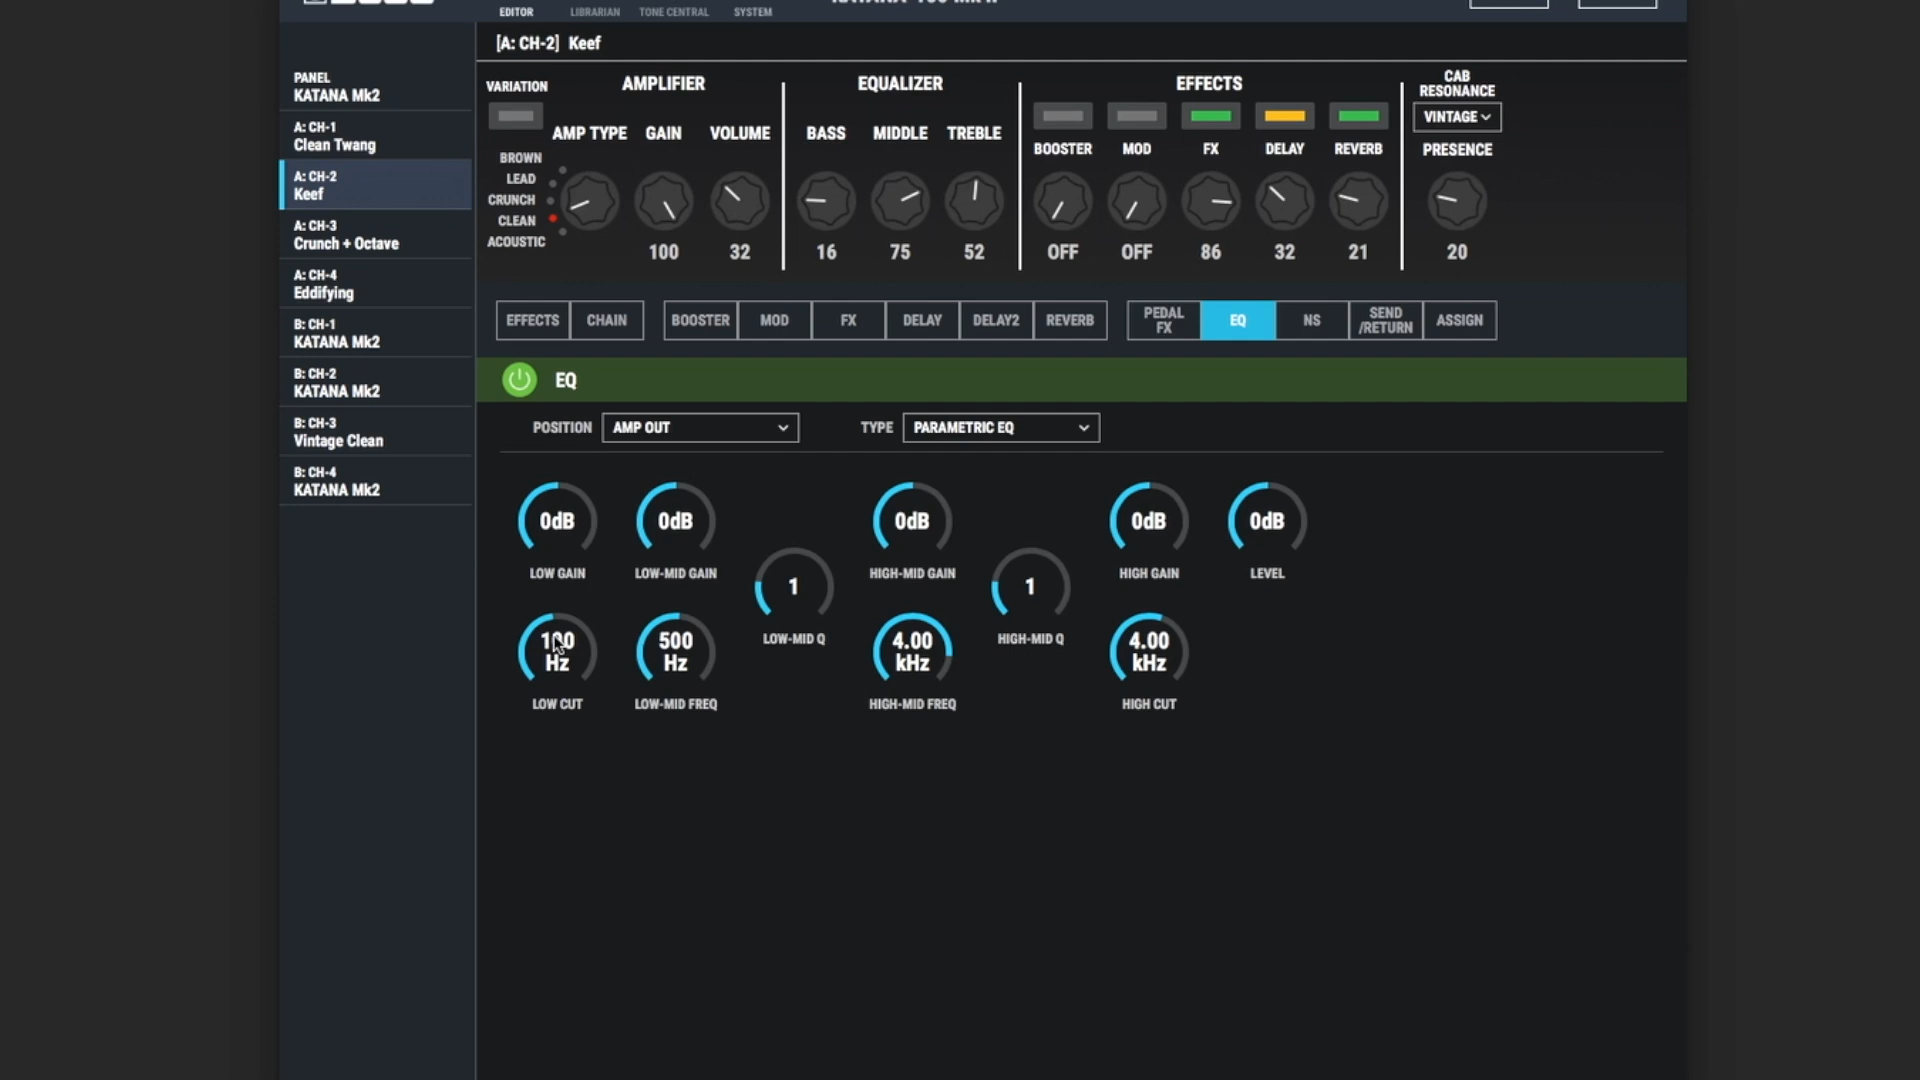 EDITOR
LIBRARIAN
TONE CENTRAL
SYSTEM
[A: CH-2] Keef
PANEL
KATANA Mk2
A: CH-1
Clean Twang
A: CH-2
Keef
A: CH-3
Crunch + Octave
A: CH-4
Eddifying
B: CH-1
KATANA Mk2
B: CH-2
KATANA Mk2
B: CH-3
Vintage Clean
B: CH-4
KATANA Mk2
VARIATION
AMPLIFIER
AMP TYPE GAIN VOLUME
BROWN
LEAD
CRUNCH
CLEAN
ACOUSTIC
100 32
EQUALIZER
BASS MIDDLE TREBLE
16 75 52
EFFECTS
BOOSTER MOD FX DELAY REVERB
OFF OFF 86 32 21
CAB
RESONANCE
VINTAGE
PRESENCE
20
EFFECTS CHAIN BOOSTER MOD FX DELAY DELAY2 REVERB
PEDAL
FX
EQ
NS
SEND
/RETURN
ASSIGN
EQ
POSITION AMP OUT TYPE PARAMETRIC EQ
0dB 0dB 0dB 0dB 0dB
LOW GAIN LOW-MID GAIN HIGH-MID GAIN HIGH GAIN LEVEL
1 1
LOW-MID Q HIGH-MID Q
100
Hz
500
Hz
4.00
kHz
4.00
kHz
LOW CUT LOW-MID FREQ HIGH-MID FREQ HIGH CUT